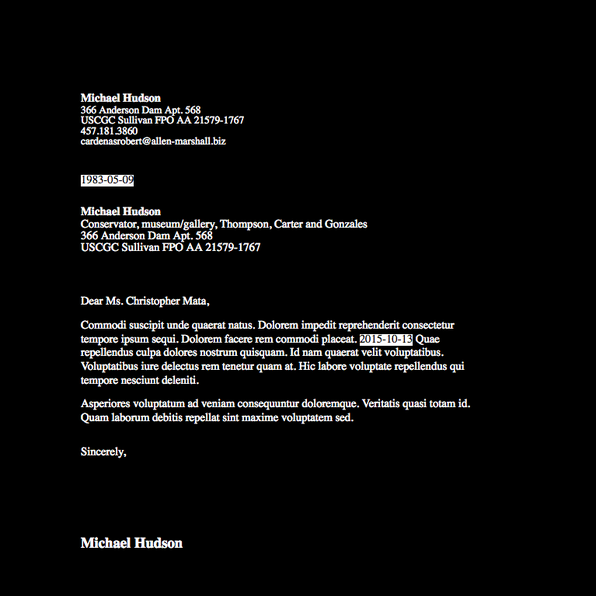 Michael Hudson
366 Anderson Dam Apt. 568
USCGC Sullivan FPO AA 21579-1767
457.181.3860
cardenasrobert@allen-marshall.biz
1983-05-09
Michael Hudson
Conservator, museum/gallery, Thompson, Carter and Gonzales
366 Anderson Dam Apt. 568
USCGC Sullivan FPO AA 21579-1767
Dear Ms. Christopher Mata,
Commodi suscipit unde quaerat natus. Dolorem impedit reprehenderit consectetur
tempore ipsum sequi. Dolorem facere rem commodi placeat. 2015-10-13 Quae
repellendus culpa dolores nostrum quisquam. Id nam quaerat velit voluptatibus.
Voluptatibus iure delectus rem tenetur quam at. Hic labore voluptate repellendus qui
tempore nesciunt deleniti.
Asperiores voluptatum ad veniam consequuntur doloremque. Veritatis quasi totam id.
Quam laborum debitis repellat sint maxime voluptatem sed.
Sincerely,
Michael Hudson